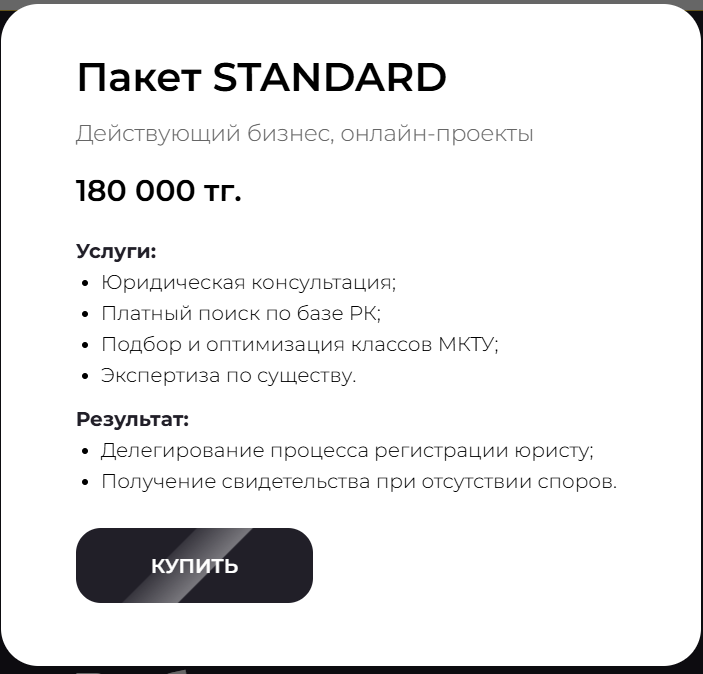 Пакет STANDARD
Действующий бизнес, онлайн-проекты
180 000 тг.
Услуги:
• Юридическая консультация;
• Платный поиск по базе РК;
• Подбор и оптимизация классов МКТУ;
• Экспертиза по существу.
Результат:
• Делегирование процесса регистрации юристу;
• Получение свидетельства при отсутствии споров.
КУПИТЬ